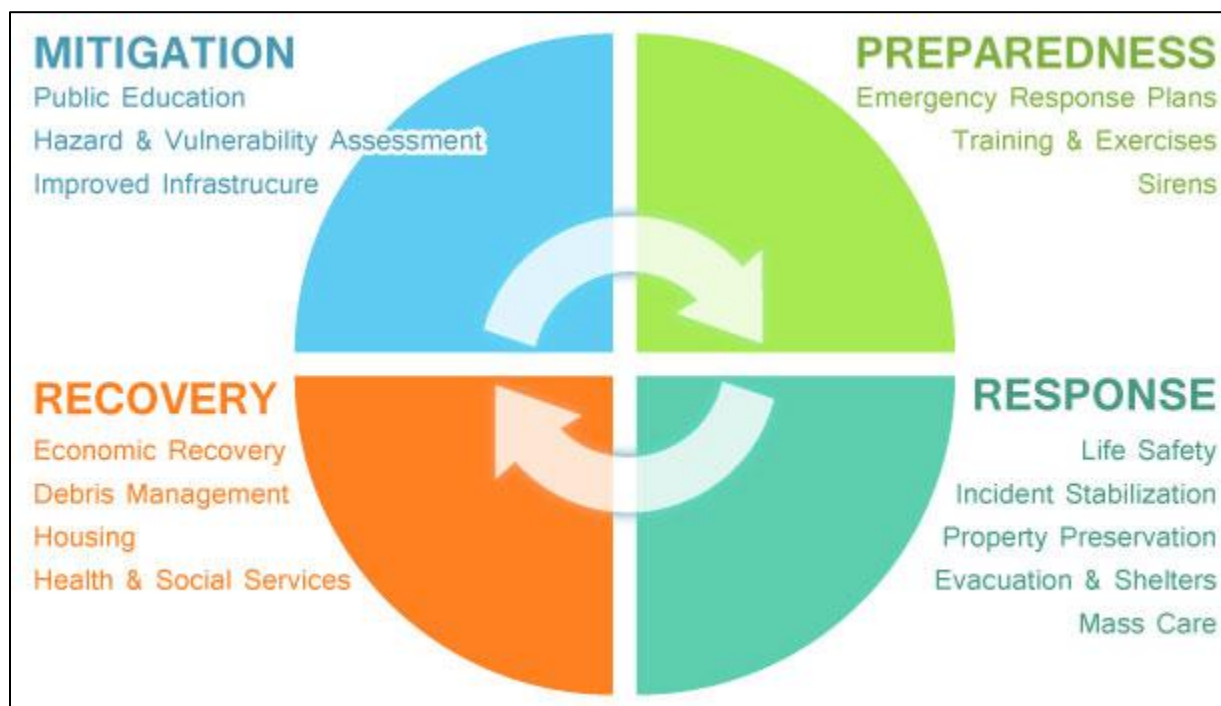 MITIGATION
Public Education
Hazard & Vulnerability Assessment
Improved Infrastrucure
PREPAREDNESS
Emergency Response Plans
Training & Exercises
Sirens
RECOVERY
Economic Recovery
Debris Management
Housing
Health & Social Services
RESPONSE
Life Safety
Incident Stabilization
Property Preservation
Evacuation & Shelters
Mass Care